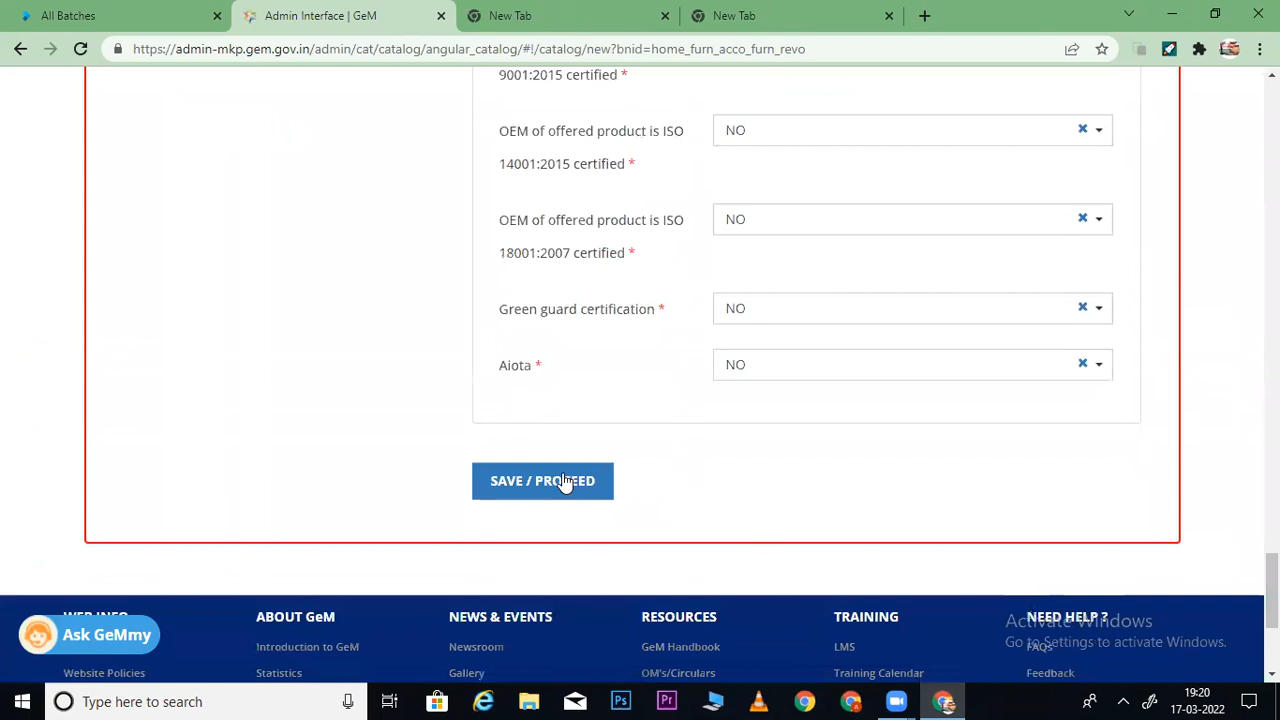 All Batches
Admin Interface | GeM
New Tab
New Tab
https://admin-mkp.gem.gov.in/admin/cat/catalog/angular_catalog/#!/catalog/new?bnid=home_furn_acco_furn_revo
9001:2015 certified *
OEM of offered product is ISO
14001:2015 certified *
NO
OEM of offered product is ISO
18001:2007 certified *
NO
Green guard certification *
NO
Aiota *
NO
SAVE / PROCEED
WEB INFO
ABOUT GeM
NEWS & EVENTS
RESOURCES
TRAINING
NEED HELP ?
Ask GeMmy
Introduction to GeM
Newsroom
GeM Handbook
LMS
FAQs
Website Policies
Statistics
Gallery
OM's/Circulars
Training Calendar
Feedback
Activate Windows
Go to Settings to activate Windows.
Type here to search
Ps
Pr
19:20
17-03-2022